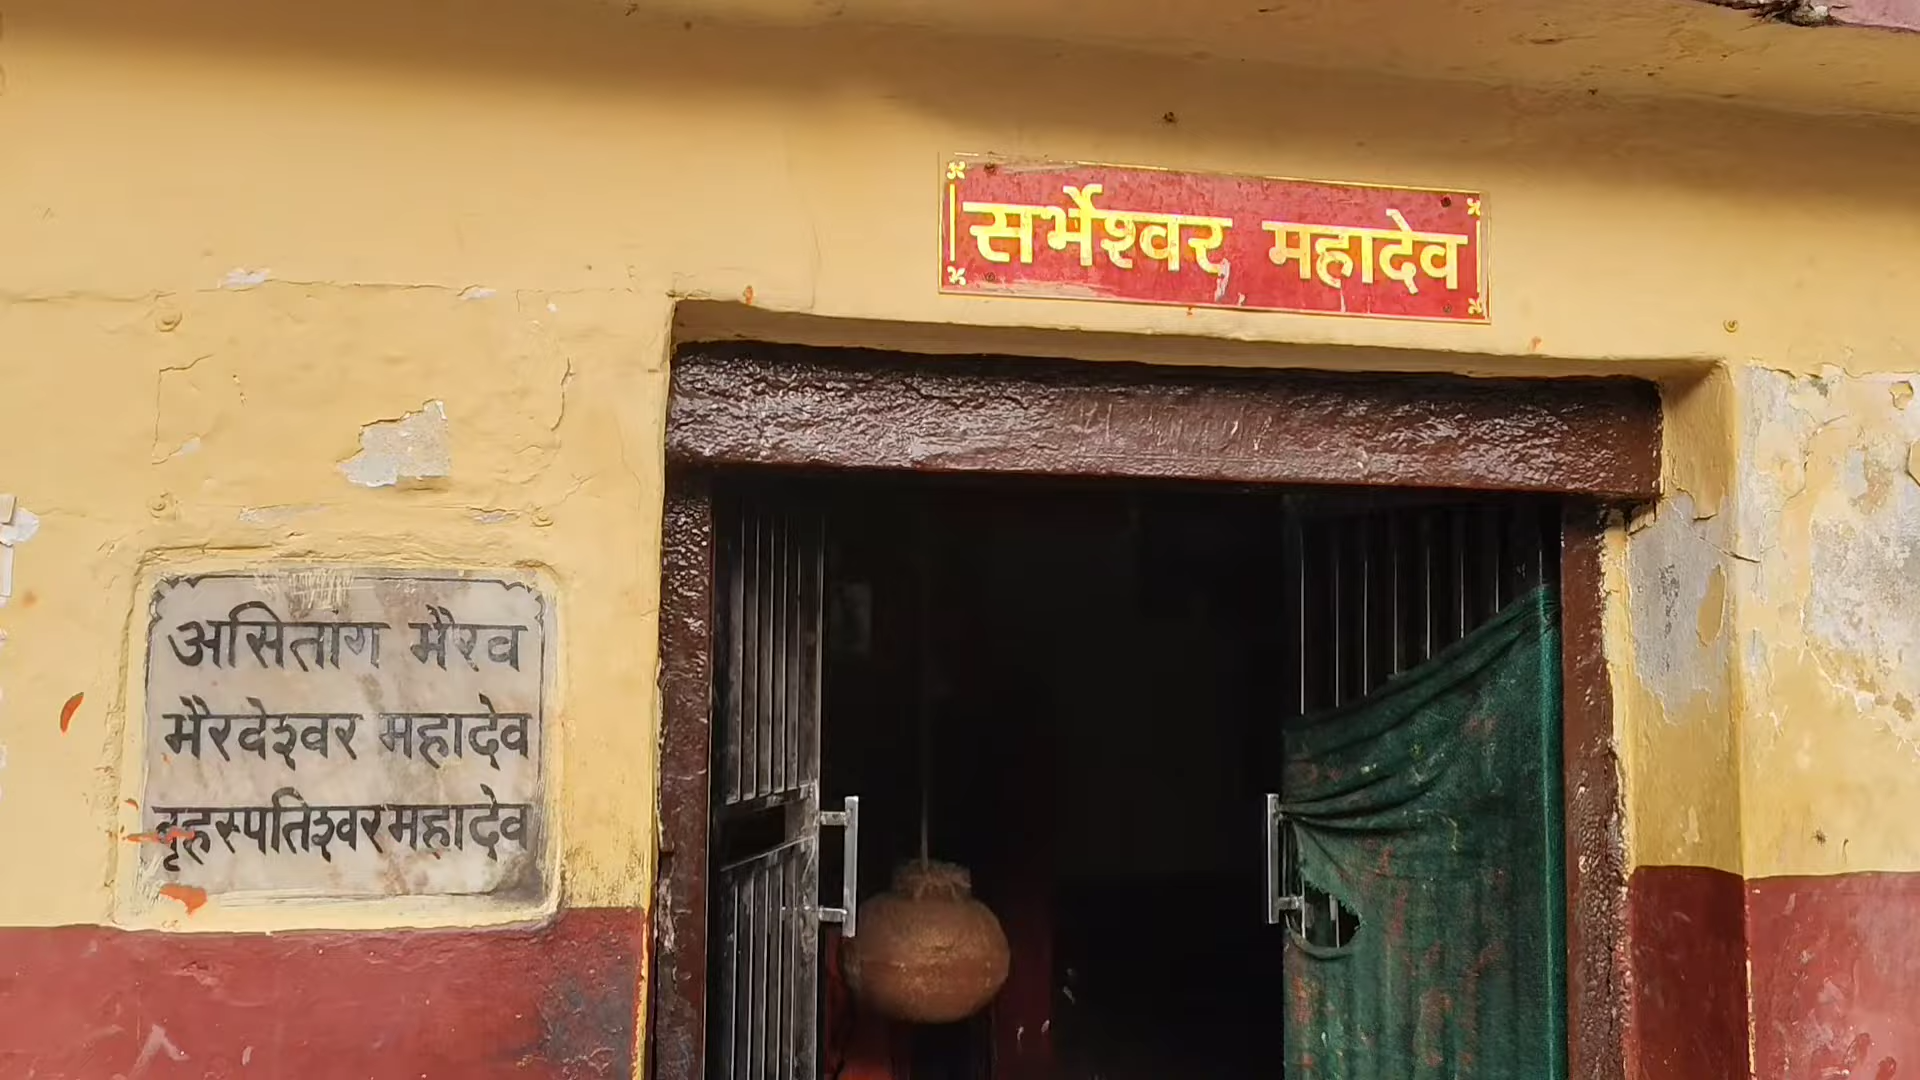 सर्भेश्वर महादेव
असिताग भैरव
भैरवेश्वर महादेव
बृहस्पतिश्वर महादेव